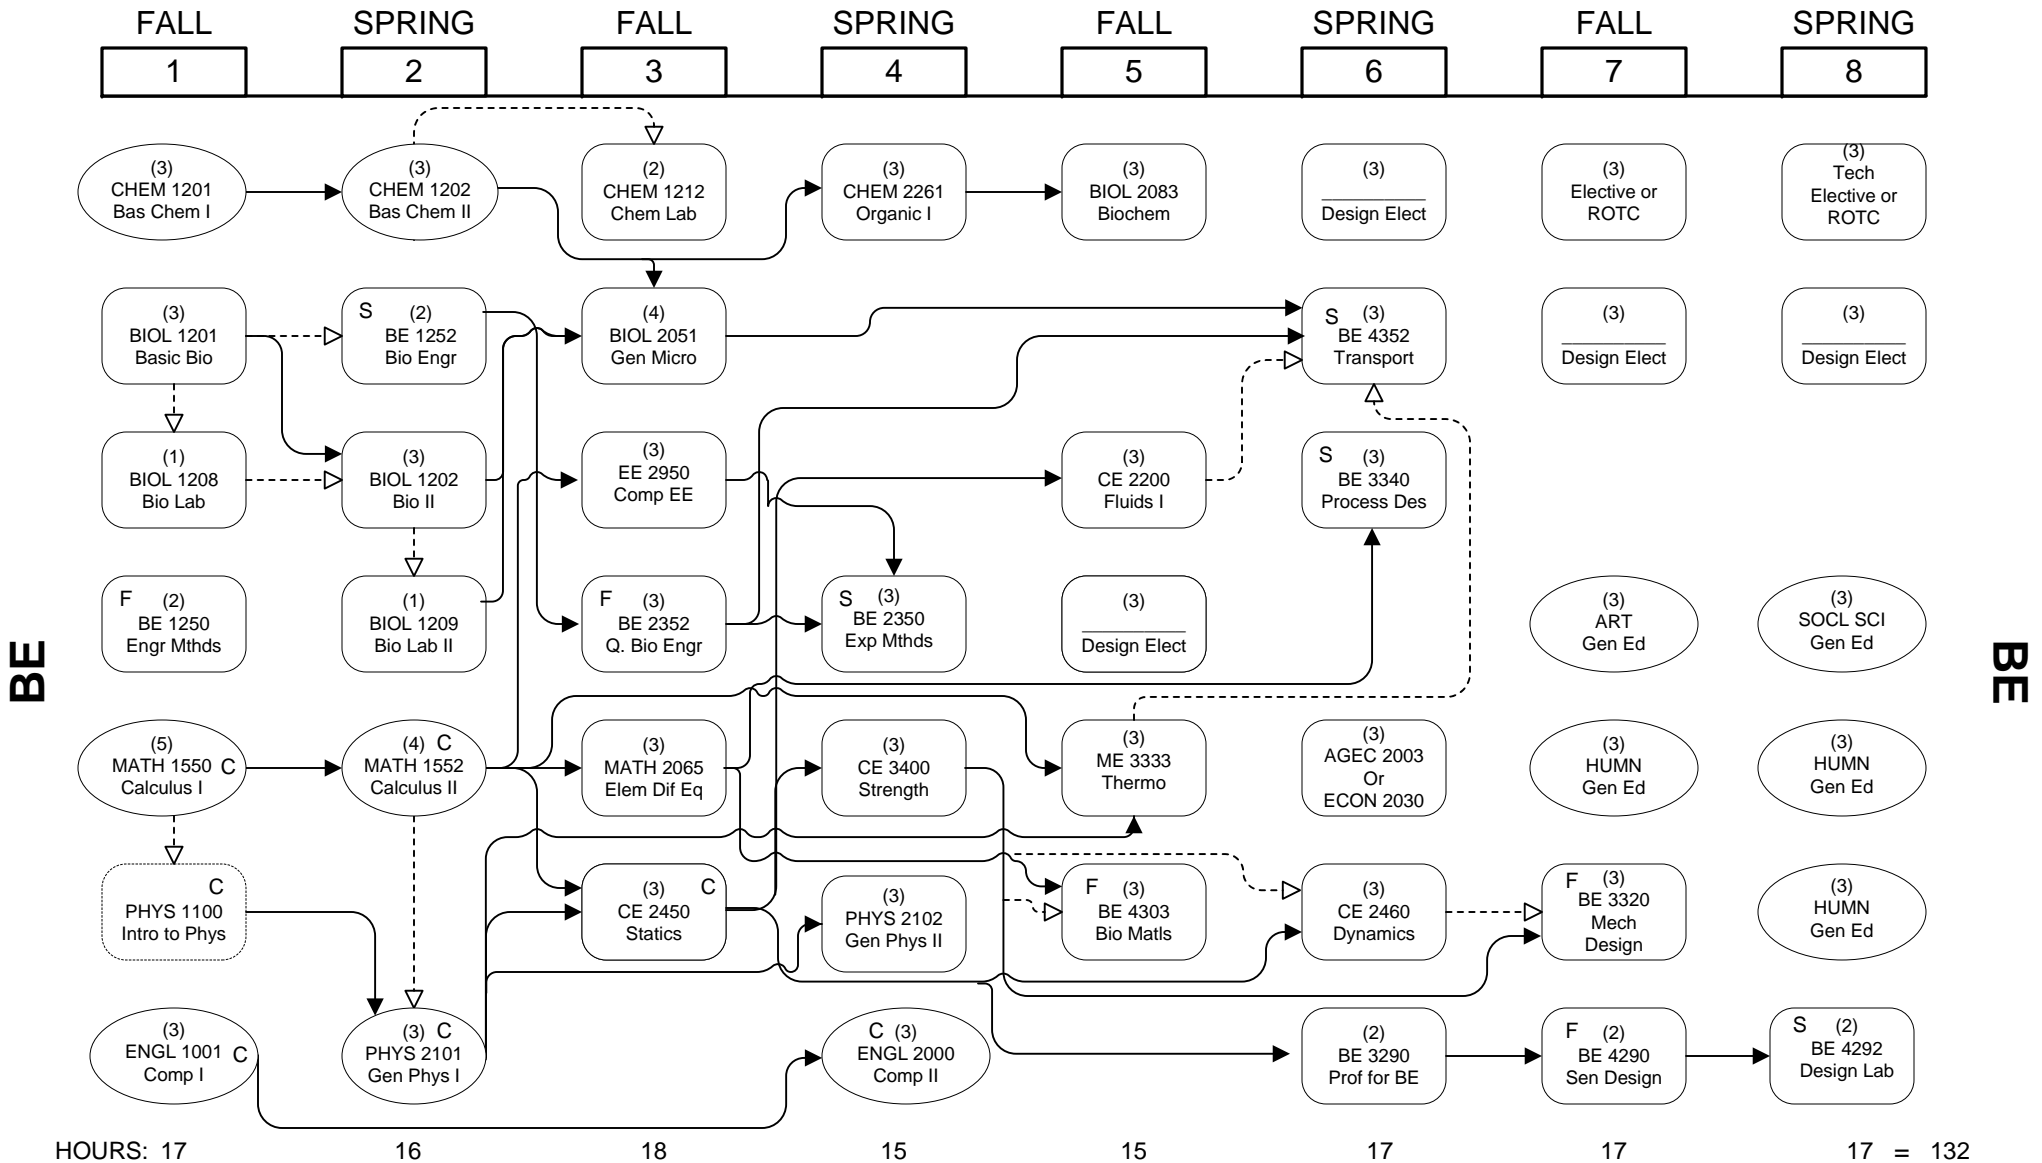 FALL SPRING FALL SPRING FALL SPRING FALL SPRING
1 2 3 4 5 6 7 8
(3)
CHEM 1201
Bas Chem I
(3)
CHEM 1202
Bas Chem II
(2)
CHEM 1212
Chem Lab
(3)
CHEM 2261
Organic I
(3)
BIOL 2083
Biochem
(3)
Design Elect
(3)
Elective or
ROTC
(3)
Tech
Elective or
ROTC
(3)
BIOL 1201
Basic Bio
S (2)
BE 1252
Bio Engr
(4)
BIOL 2051
Gen Micro
S (3)
BE 4352
Transport
(3)
Design Elect
(3)
Design Elect
(1)
BIOL 1208
Bio Lab
(3)
BIOL 1202
Bio II
(3)
EE 2950
Comp EE
(3)
CE 2200
Fluids I
S (3)
BE 3340
Process Des
F (2)
BE 1250
Engr Mthds
(1)
BIOL 1209
Bio Lab II
F (3)
BE 2352
Q. Bio Engr
S (3)
BE 2350
Exp Mthds
(3)
Design Elect
(3)
ART
Gen Ed
(3)
SOCL SCI
Gen Ed
BE
BE
(5)
MATH 1550 C
Calculus I
(4) C
MATH 1552
Calculus II
(3)
MATH 2065
Elem Dif Eq
(3)
CE 3400
Strength
(3)
ME 3333
Thermo
(3)
AGEC 2003
Or
ECON 2030
(3)
HUMN
Gen Ed
(3)
HUMN
Gen Ed
C
PHYS 1100
Intro to Phys
(3) C
CE 2450
Statics
(3)
PHYS 2102
Gen Phys II
F (3)
BE 4303
Bio Matls
(3)
CE 2460
Dynamics
F (3)
BE 3320
Mech
Design
(3)
HUMN
Gen Ed
(3)
ENGL 1001 C
Comp I
(3) C
PHYS 2101
Gen Phys I
C (3)
ENGL 2000
Comp II
(2)
BE 3290
Prof for BE
F (2)
BE 4290
Sen Design
S (2)
BE 4292
Design Lab
HOURS: 17 16 18 15 15 17 17 17 = 132